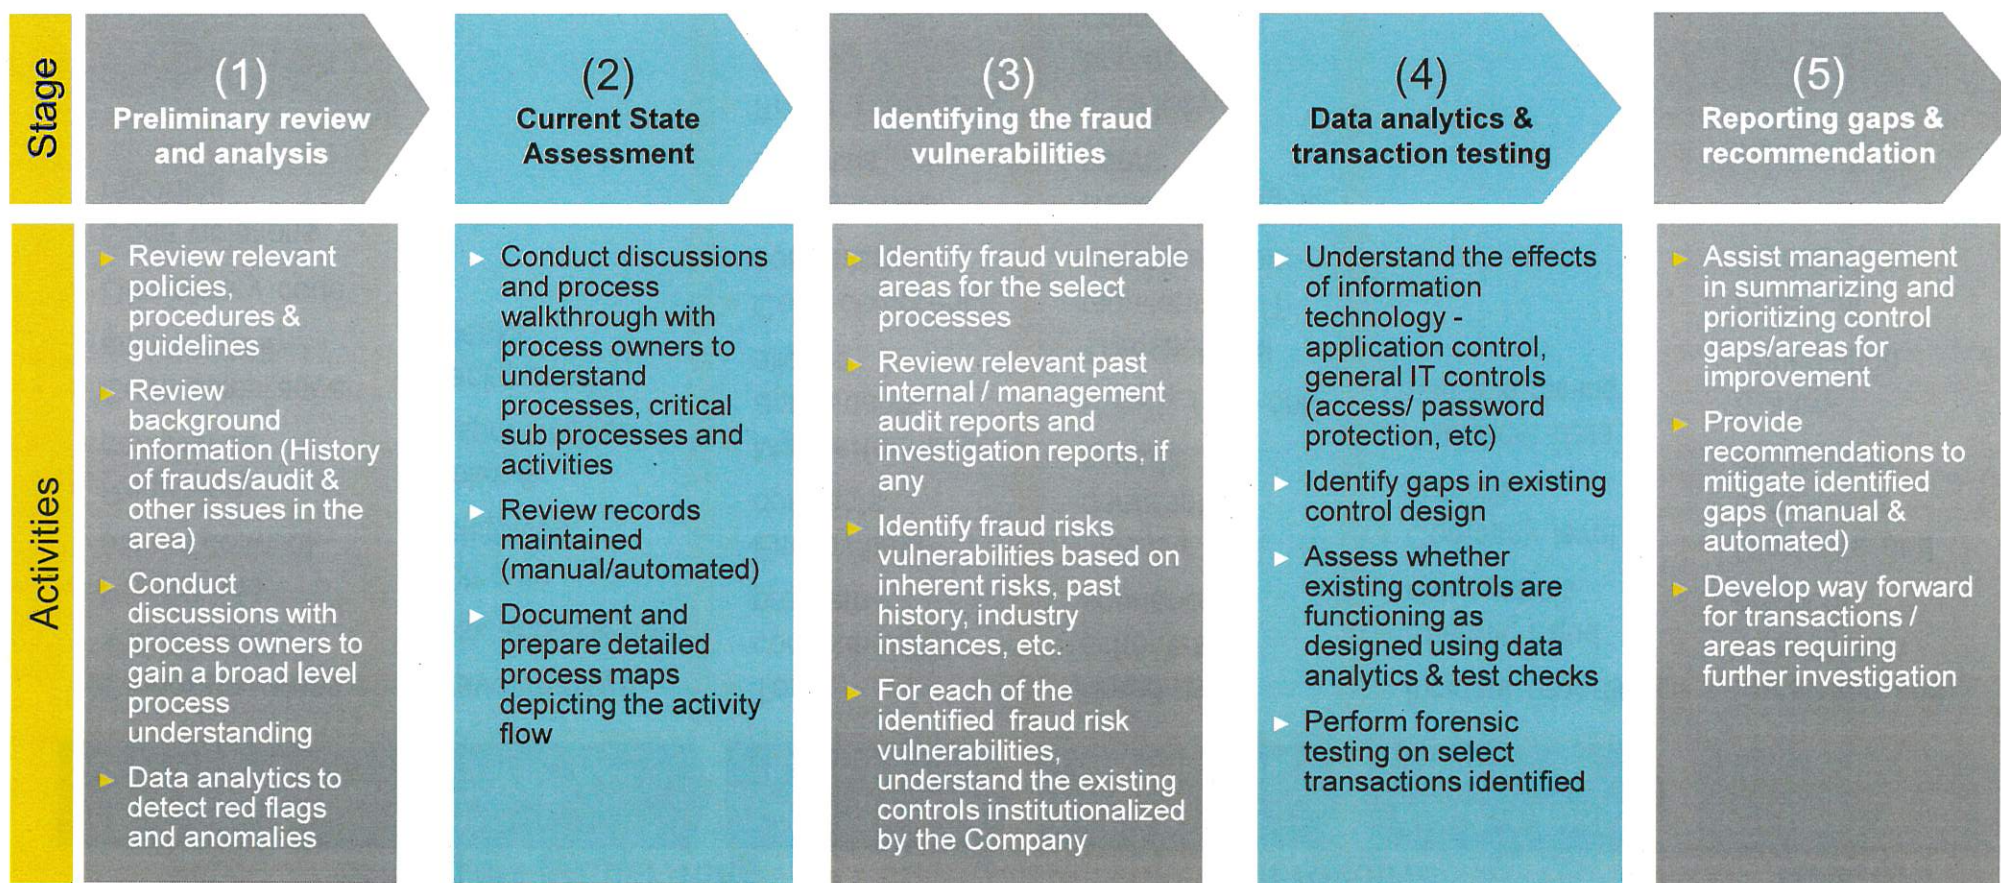 Stage
(1)
Preliminary review
and analysis
(2)
Current State
Assessment
(3)
Identifying the fraud
vulnerabilities
(4)
Data analytics &
transaction testing
(5)
Reporting gaps &
recommendation
Activities
Review relevant
policies,
procedures &
guidelines
Review
background
information (History
of frauds/audit &
other issues in the
area)
Conduct
discussions with
process owners to
gain a broad level
process
understanding
Data analytics to
detect red flags
and anomalies
Conduct discussions
and process
walkthrough with
process owners to
understand
processes, critical
sub processes and
activities
Review records
maintained
(manual/automated)
Document and
prepare detailed
process maps
depicting the activity
flow
Identify fraud vulnerable
areas for the select
processes
Review relevant past
internal / management
audit reports and
investigation reports, if
any
Identify fraud risks
vulnerabilities based on
inherent risks, past
history, industry
instances, etc.
For each of the
identified fraud risk
vulnerabilities,
understand the existing
controls institutionalized
by the Company
Understand the effects
of information
technology -
application control,
general IT controls
(access/ password
protection, etc)
Identify gaps in existing
control design
Assess whether
existing controls are
functioning as
designed using data
analytics & test checks
Perform forensic
testing on select
transactions identified
Assist management
in summarizing and
prioritizing control
gaps/areas for
improvement
Provide
recommendations to
mitigate identified
gaps (manual &
automated)
Develop way forward
for transactions /
areas requiring
further investigation